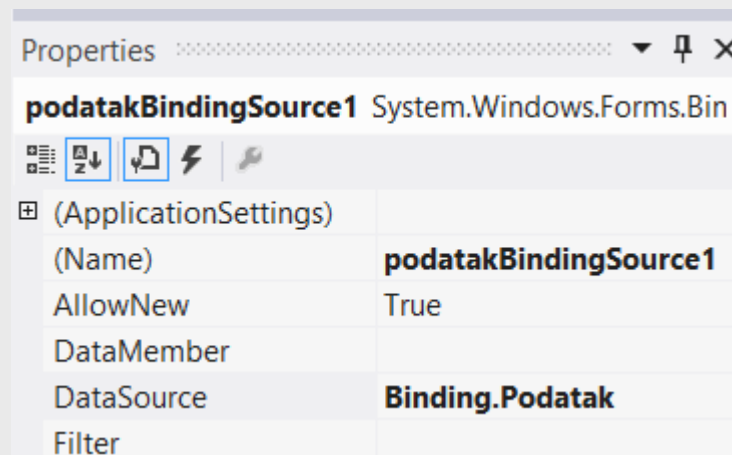 Properties
podatakBindingSource1 System.Windows.Forms.Bin
(ApplicationSettings)
(Name) podatakBindingSource1
AllowNew True
DataMember
DataSource Binding.Podatak
Filter